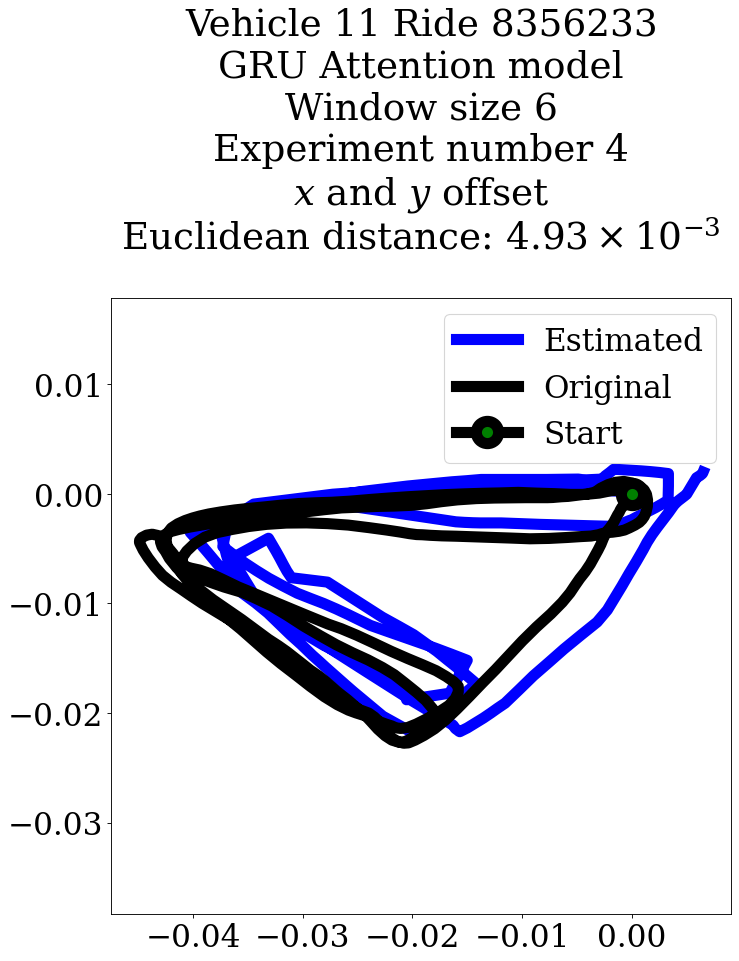 Vehicle 11 Ride 8356233
GRU Attention model
Window size 6
Experiment number 4
x and y offset
Euclidean distance: 4.93 × 10⁻³
Estimated
Original
Start
0.01
0.00
−0.01
−0.02
−0.03
−0.04 −0.03 −0.02 −0.01 0.00